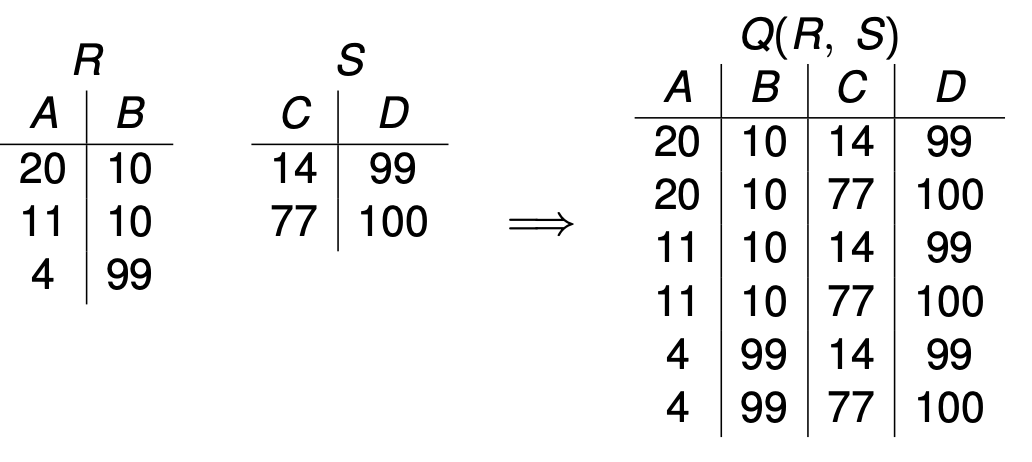 R
A B
20 10
11 10
4 99
S
C D
14 99
77 100
⟹
Q(R, S)
A B C D
20 10 14 99
20 10 77 100
11 10 14 99
11 10 77 100
4 99 14 99
4 99 77 100